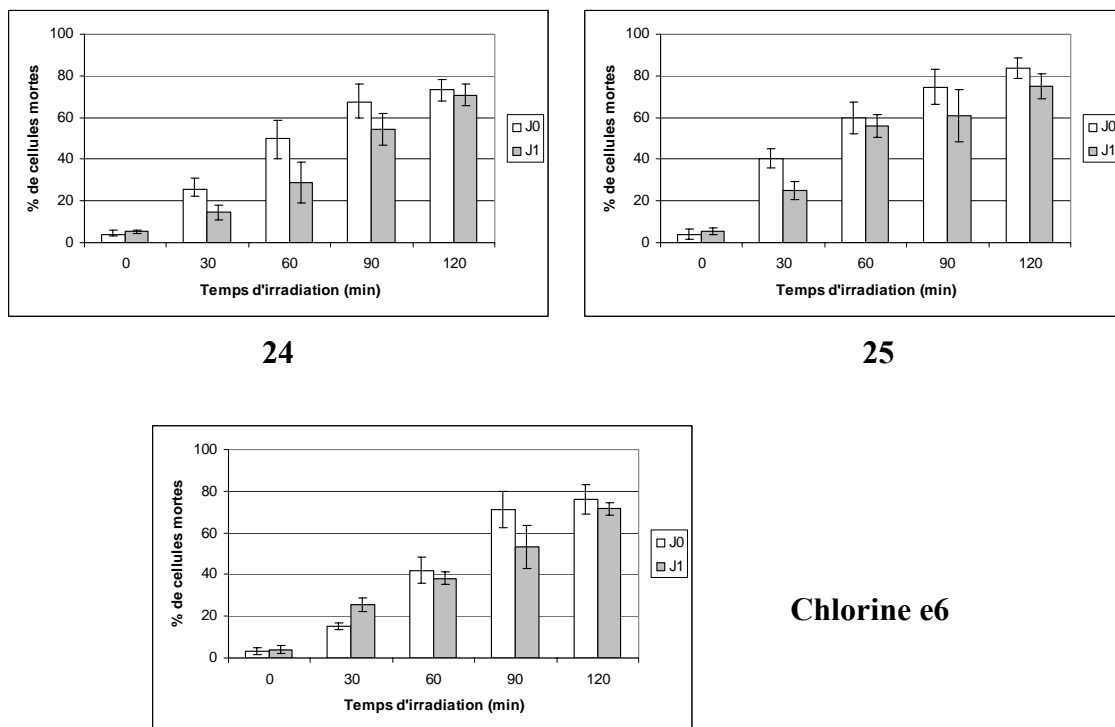 100
80
60
40
20
0
% de cellules mortes
0 30 60 90 120
Temps d'irradiation (min)
J0
J1
24
100
80
60
40
20
0
% de cellules mortes
0 30 60 90 120
Temps d'irradiation (min)
J0
J1
25
100
80
60
40
20
0
% de cellules mortes
0 30 60 90 120
Temps d'irradiation (min)
J0
J1
Chlorine e6